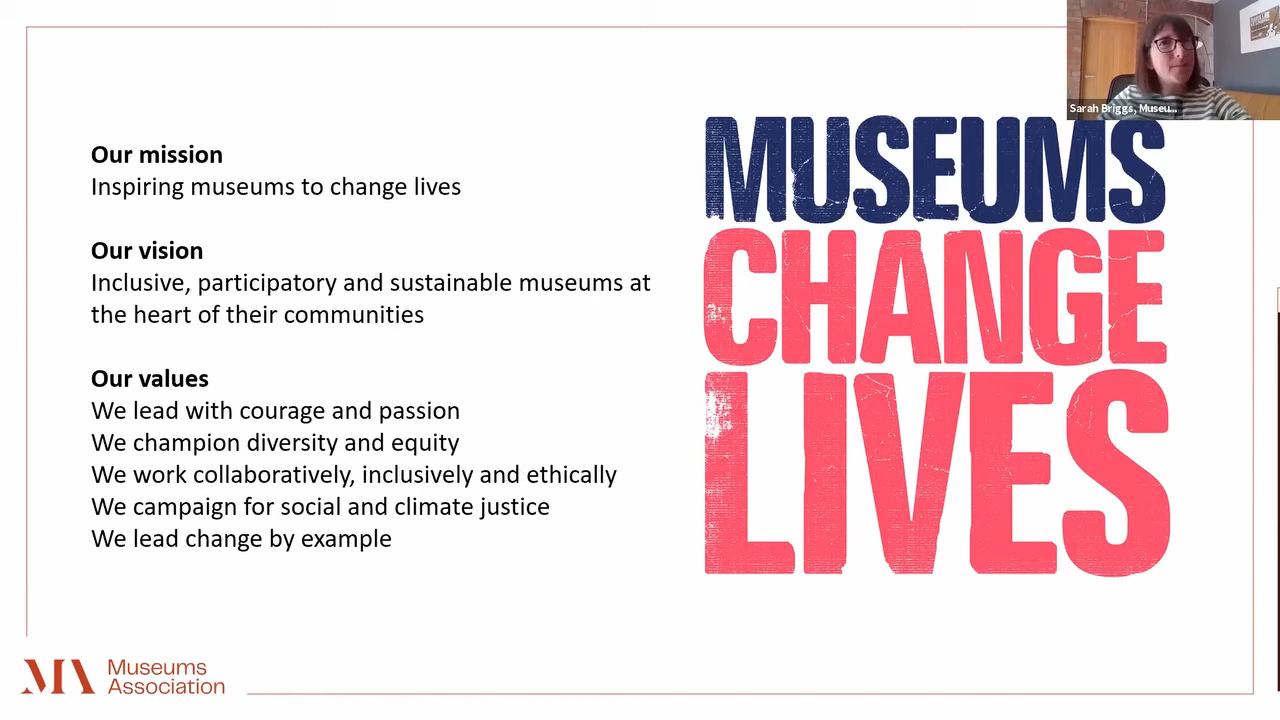 Our mission
Inspiring museums to change lives
Our vision
Inclusive, participatory and sustainable museums at
the heart of their communities
Our values
We lead with courage and passion
We champion diversity and equity
We work collaboratively, inclusively and ethically
We campaign for social and climate justice
We lead change by example
MUSEUMS
CHANGE
LIVES
Sarah Briggs, Museu...
MA Museums
Association